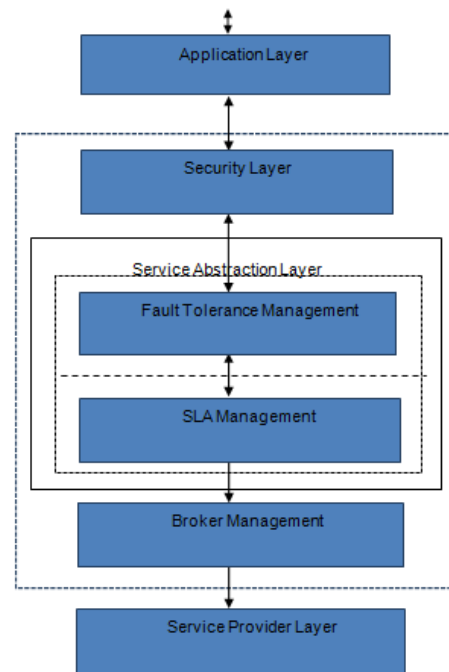 Application Layer
Security Layer
Service Abstraction Layer
Fault Tolerance Management
SLA Management
Broker Management
Service Provider Layer